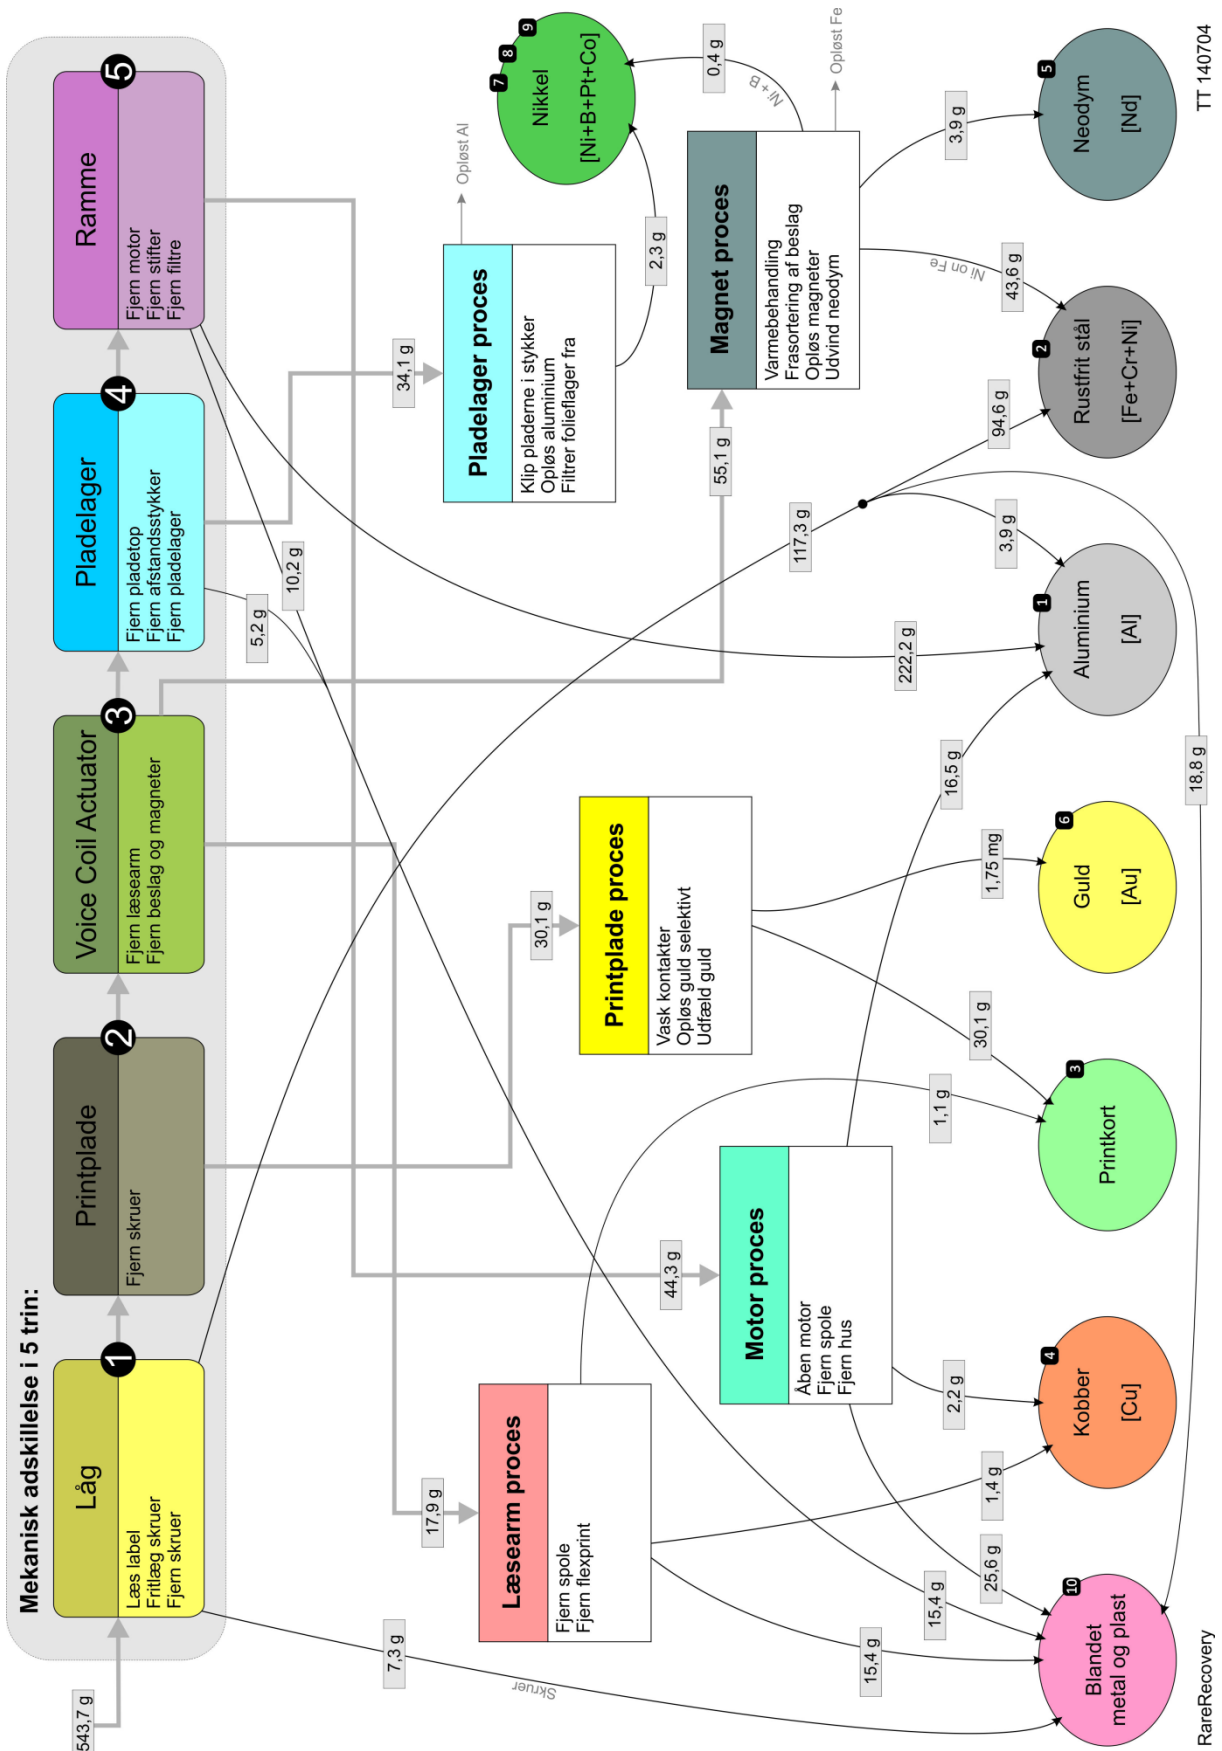 Mekanisk adskillelse i 5 trin:
543,7 g
Låg
1
Læs label
Fritlæg skruer
Fjern skruer
Printplade
2
Fjern skruer
Voice Coil Actuator
3
Fjern læsearm
Fjern beslag og magneter
Pladelager
4
Fjern pladetop
Fjern afstandsstykker
Fjern pladelager
Ramme
5
Fjern motor
Fjern stifter
Fjern filtre
5,2 g
10,2 g
34,1 g
17,9 g
30,1 g
44,3 g
55,1 g
117,3 g
7,3 g
Skruer
Læsearm proces
Fjern spole
Fjern flexprint
Motor proces
Åben motor
Fjern spole
Fjern hus
Printplade proces
Vask kontakter
Opløs guld selektivt
Udfæld guld
Pladelager proces
Klip pladerne i stykker
Opløs aluminium
Filtrer folieflager fra
Opløst Al
2,3 g
Magnet proces
Varmebehandling
Frasortering af beslag
Opløs magneter
Udvind neodym
Opløst Fe
Ni + B
0,4 g
7
8
9
Nikkel
[Ni+B+Pt+Co]
15,4 g
15,4 g
25,6 g
1,4 g
2,2 g
1,1 g
30,1 g
1,75 mg
16,5 g
222,2 g
3,9 g
94,6 g
Ni on Fe
43,6 g
3,9 g
18,8 g
10
Blandet
metal og plast
4
Kobber
[Cu]
3
Printkort
6
Guld
[Au]
1
Aluminium
[Al]
2
Rustfrit stål
[Fe+Cr+Ni]
5
Neodym
[Nd]
RareRecovery
TT 140704